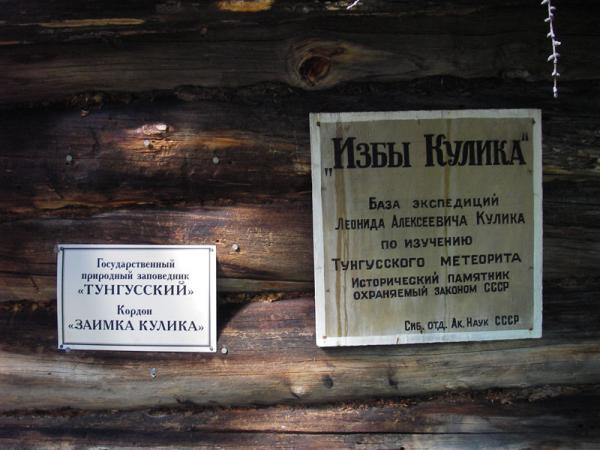 Государственный
природный заповедник
«ТУНГУССКИЙ»
Кордон
«ЗАИМКА КУЛИКА»
„Избы Кулика“
База экспедиций
Леонида Алексеевича Кулика
по изучению
Тунгусского метеорита
Исторический памятник
охраняемый законом СССР
Сиб. отд. Ак. Наук СССР